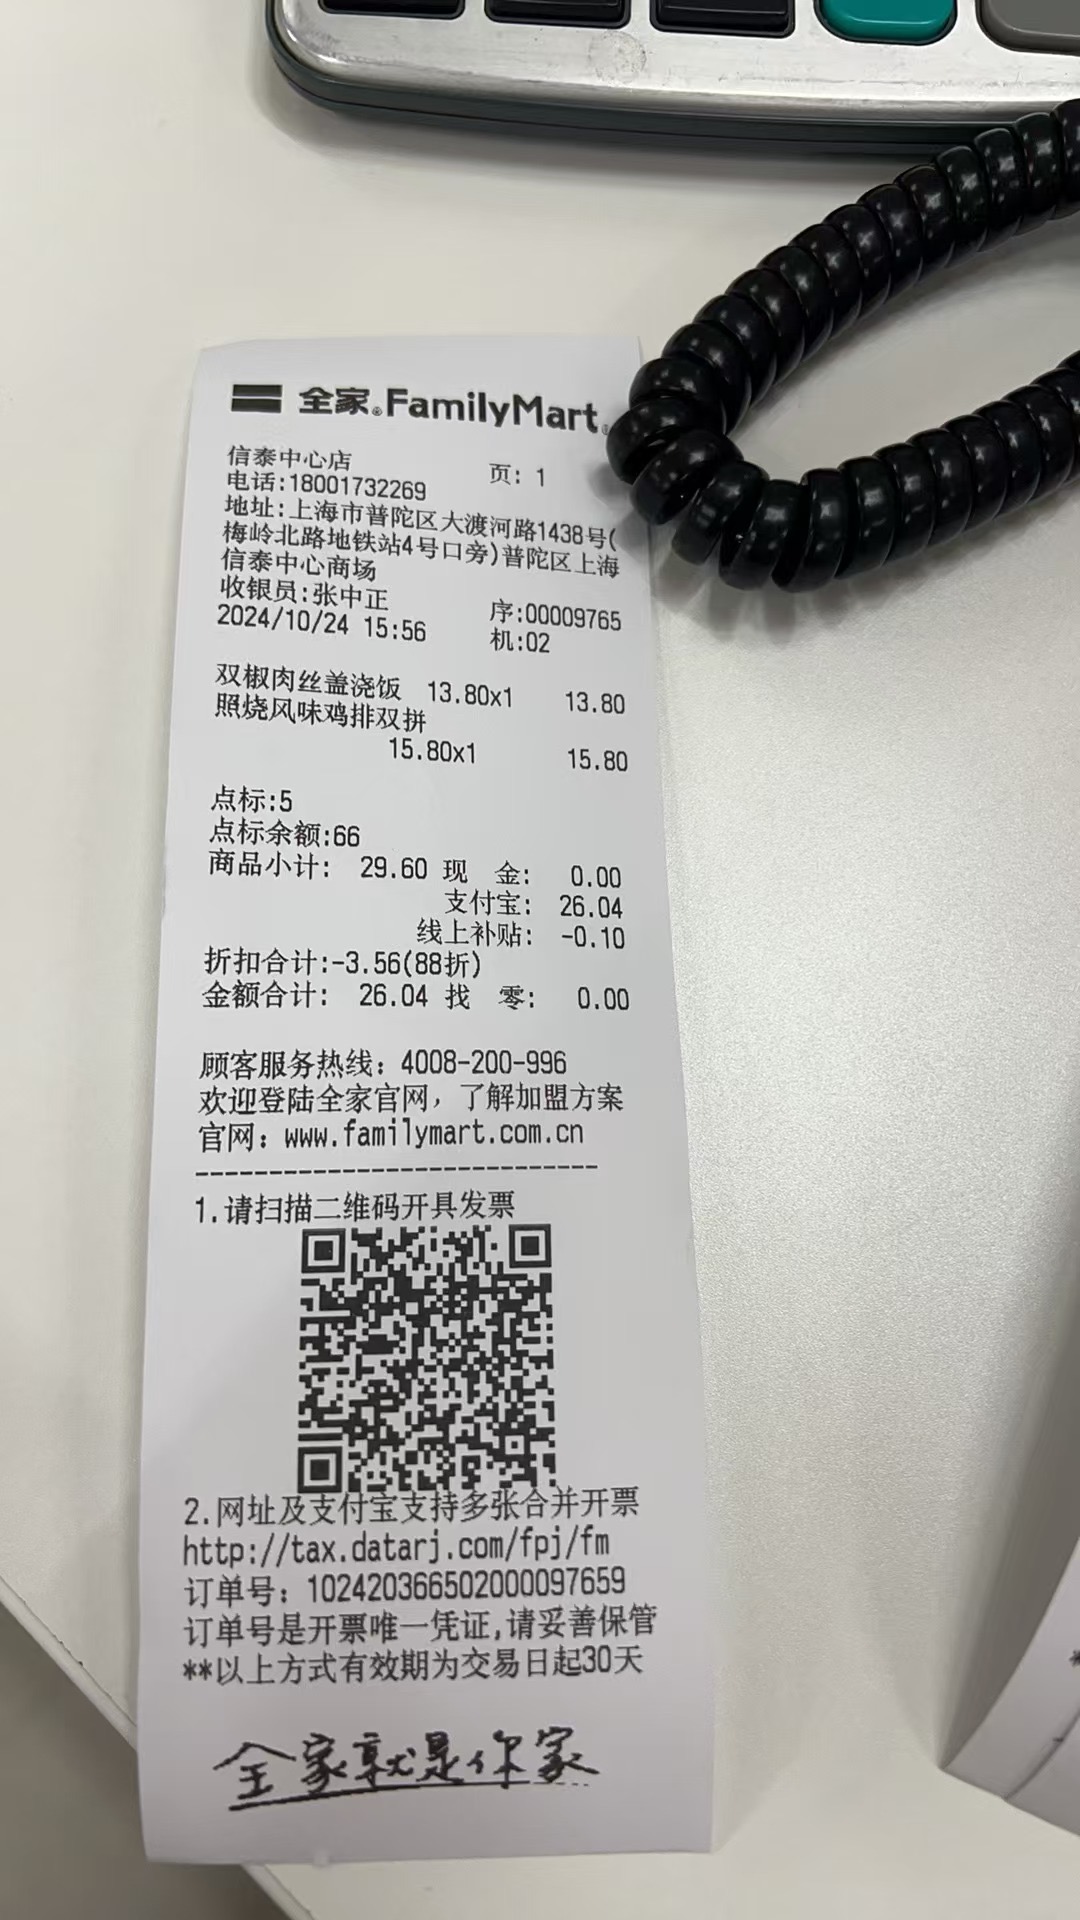 全家®FamilyMart®
信泰中心店 页: 1
电话:18001732269
地址:上海市普陀区大渡河路1438号(
梅岭北路地铁站4号口旁)普陀区上海
信泰中心商场
收银员:张中正 序:00009765
2024/10/24 15:56 机:02
双椒肉丝盖浇饭 13.80x1 13.80
照烧风味鸡排双拼
15.80x1 15.80
点标:5
点标余额:66
商品小计: 29.60 现 金: 0.00
支付宝: 26.04
线上补贴: -0.10
折扣合计:-3.56(88折)
金额合计: 26.04 找 零: 0.00
顾客服务热线: 4008-200-996
欢迎登陆全家官网，了解加盟方案
官网: www.familymart.com.cn
----------------------------
1.请扫描二维码开具发票
2.网址及支付宝支持多张合并开票
http://tax.datarj.com/fpj/fm
订单号: 102420366502000097659
订单号是开票唯一凭证,请妥善保管
**以上方式有效期为交易日起30天
全家就是你家